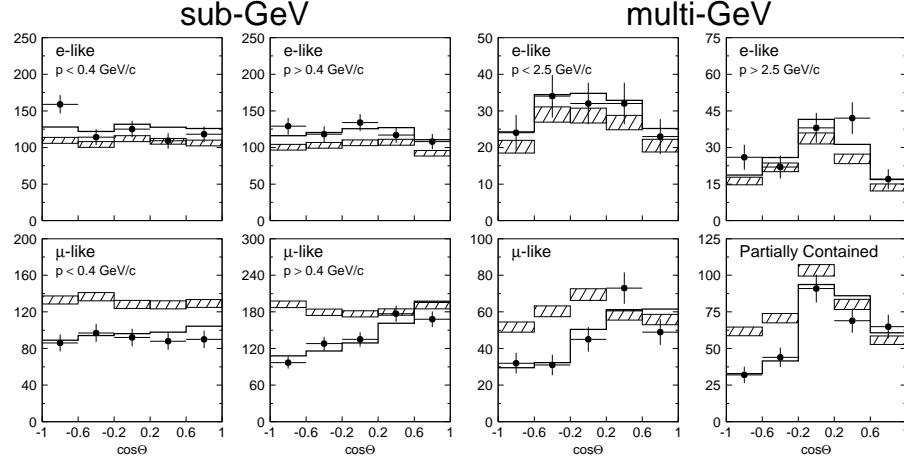 sub-GeV multi-GeV
e-like
p < 0.4 GeV/c
250
200
150
100
50
0
e-like
p > 0.4 GeV/c
250
200
150
100
50
0
e-like
p < 2.5 GeV/c
50
40
30
20
10
0
e-like
p > 2.5 GeV/c
75
60
45
30
15
0
μ-like
p < 0.4 GeV/c
200
160
120
80
40
0
-1 -0.6 -0.2 0.2 0.6 1
cosΘ
μ-like
p > 0.4 GeV/c
300
240
180
120
60
0
-1 -0.6 -0.2 0.2 0.6 1
cosΘ
μ-like
100
80
60
40
20
0
-1 -0.6 -0.2 0.2 0.6 1
cosΘ
Partially Contained
125
100
75
50
25
0
-1 -0.6 -0.2 0.2 0.6 1
cosΘ